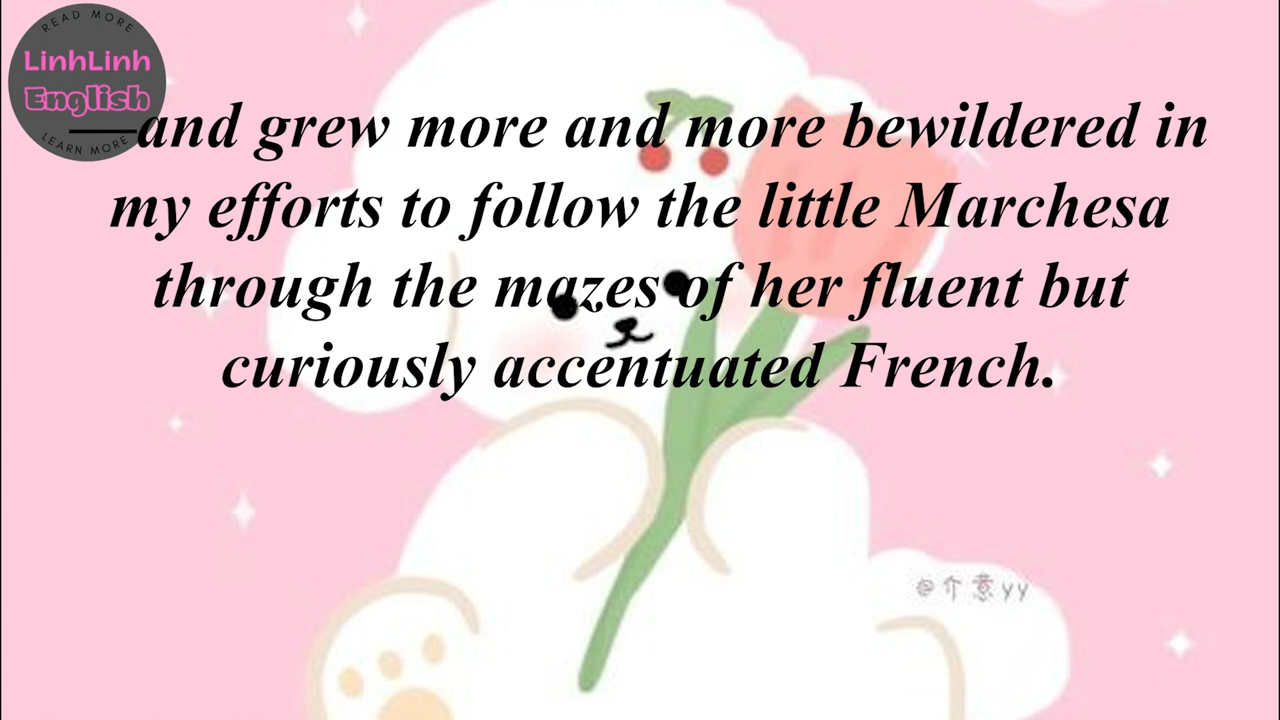 READ MORE
LinhLinh
English
LEARN MORE
—and grew more and more bewildered in
my efforts to follow the little Marchesa
through the mazes of her fluent but
curiously accentuated French.
@介意yy